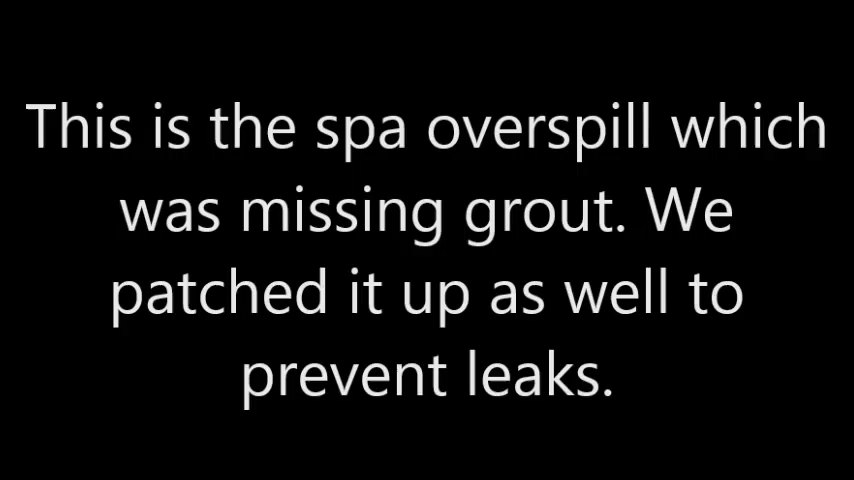 This is the spa overspill which
was missing grout. We
patched it up as well to
prevent leaks.